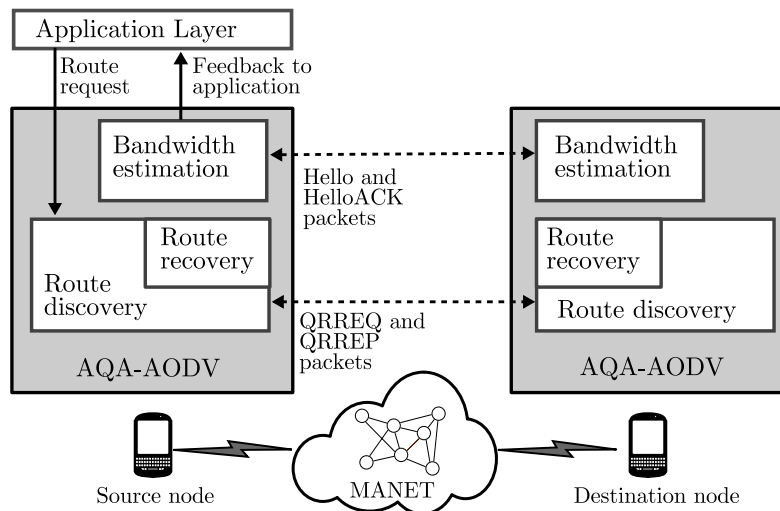 Application Layer
Route
request
Feedback to
application
Bandwidth
estimation
Bandwidth
estimation
Hello and
HelloACK
packets
Route
recovery
Route
discovery
Route
recovery
Route discovery
QRREQ and
QRREP
packets
AQA-AODV
AQA-AODV
MANET
Source node
Destination node